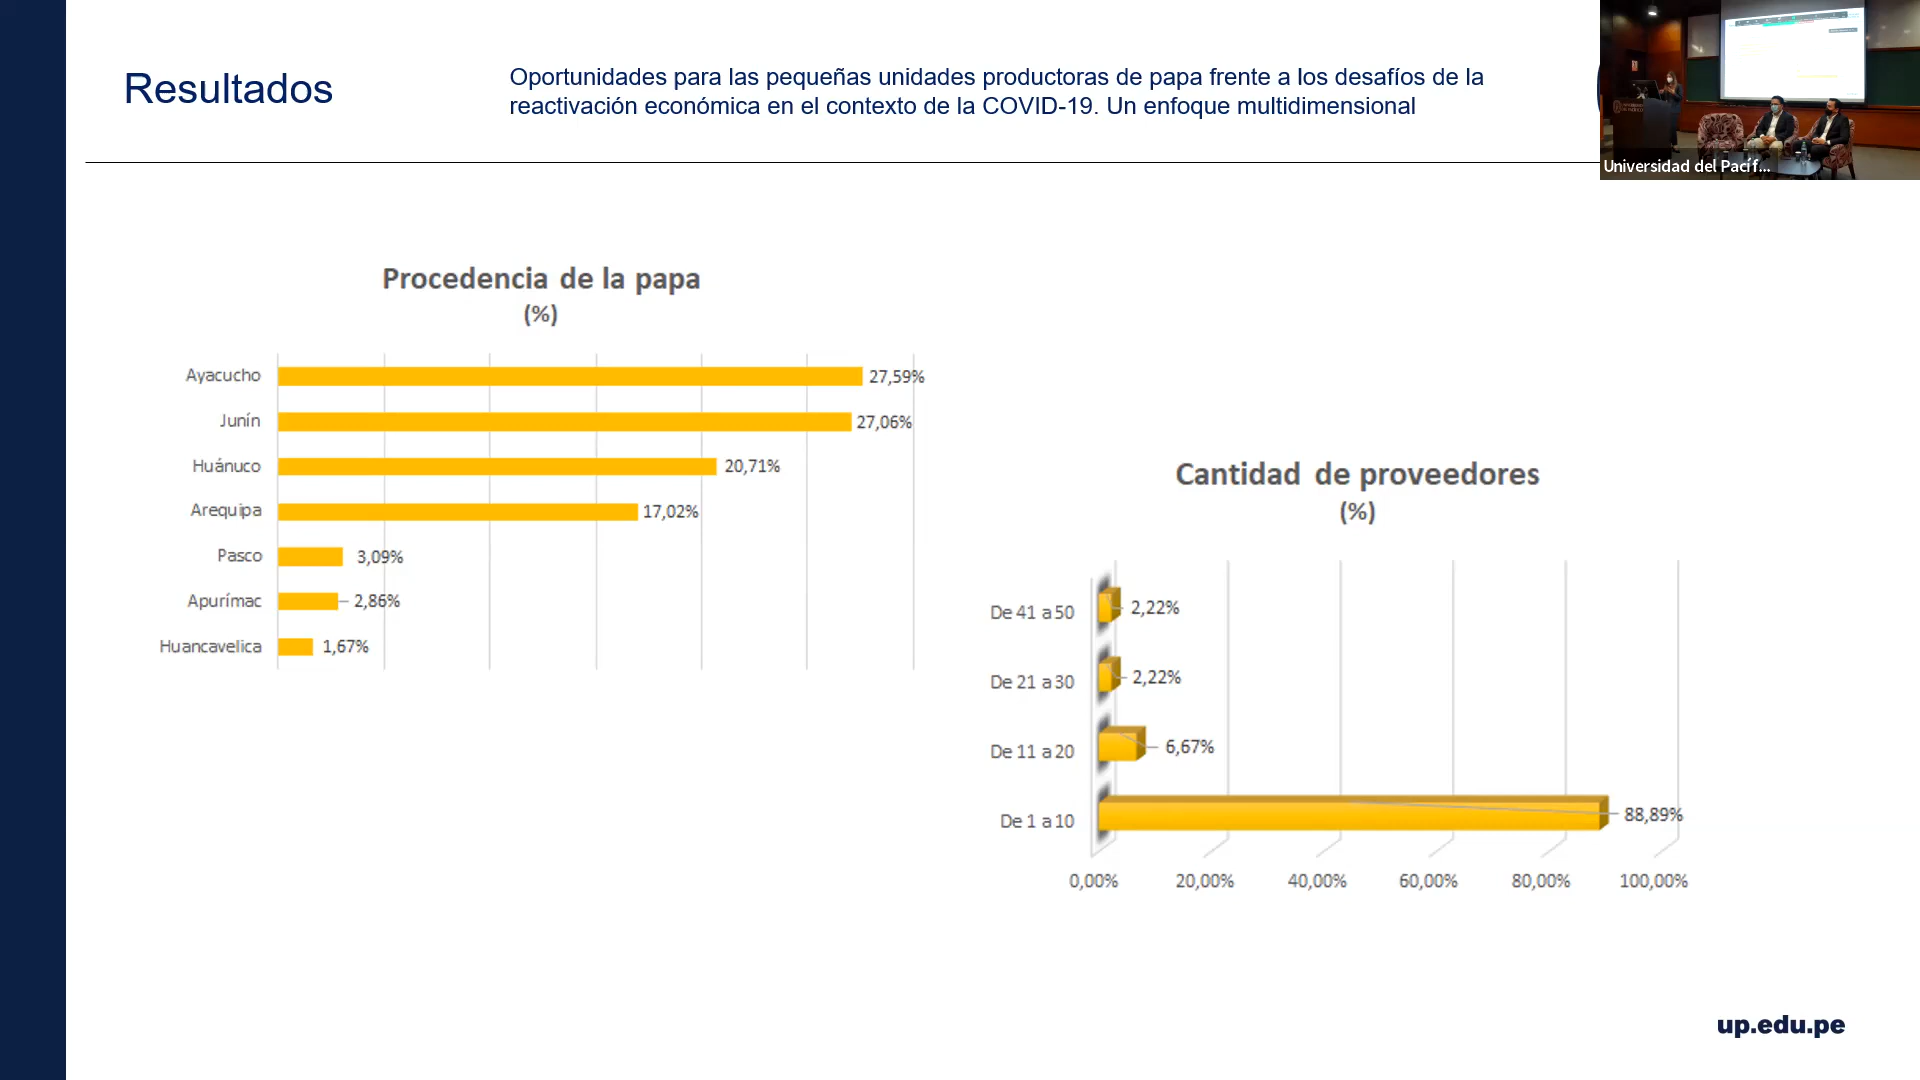 Resultados
Oportunidades para las pequeñas unidades productoras de papa frente a los desafíos de la
reactivación económica en el contexto de la COVID-19. Un enfoque multidimensional
Universidad del Pacíf...
Procedencia de la papa
(%)
Ayacucho 27,59%
Junín 27,06%
Huánuco 20,71%
Arequipa 17,02%
Pasco 3,09%
Apurímac 2,86%
Huancavelica 1,67%
Cantidad de proveedores
(%)
De 41 a 50 2,22%
De 21 a 30 2,22%
De 11 a 20 6,67%
De 1 a 10 88,89%
0,00% 20,00% 40,00% 60,00% 80,00% 100,00%
up.edu.pe